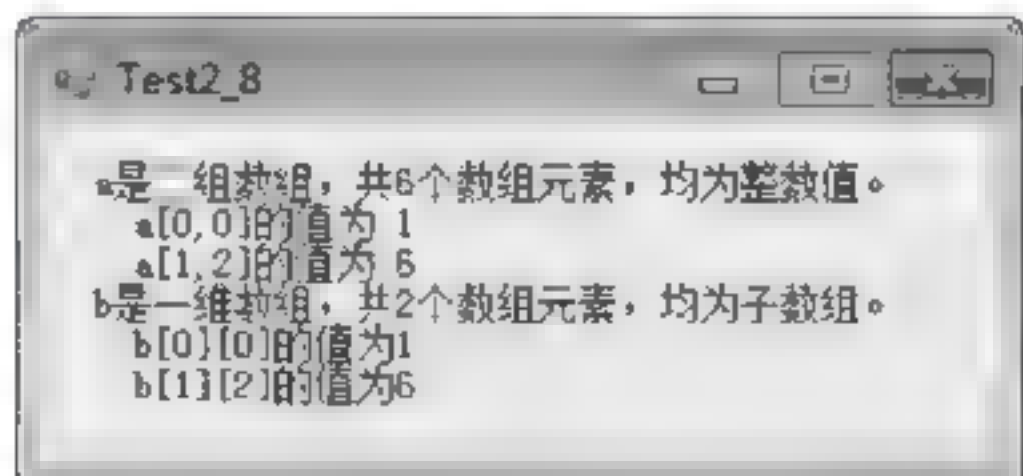 Test2_8
a是二组数组，共6个数组元素，均为整数值。
a[0,0]的值为 1
a[1,2]的值为 6
b是一维数组，共2个数组元素，均为子数组。
b[0][0]的值为1
b[1][2]的值为6